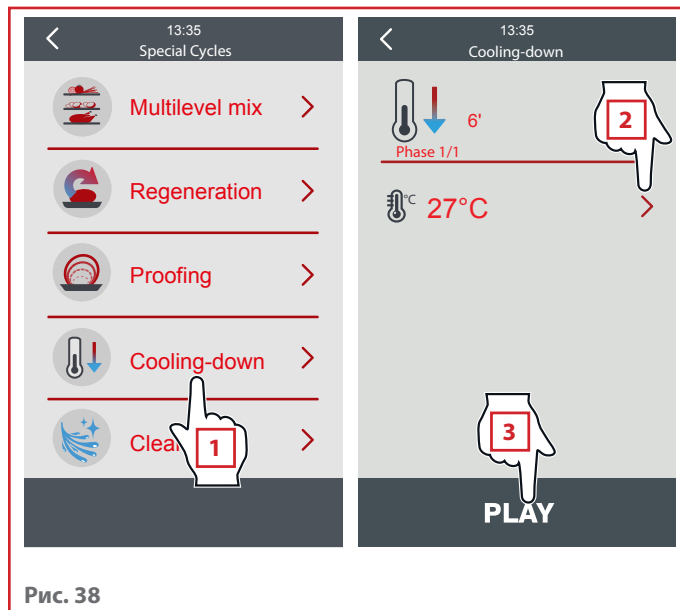 13:35
Special Cycles
Multilevel mix
Regeneration
Proofing
Cooling-down
Clea
1
13:35
Cooling-down
6'
Phase 1/1
2
°C
27°C
3
PLAY
Рис. 38